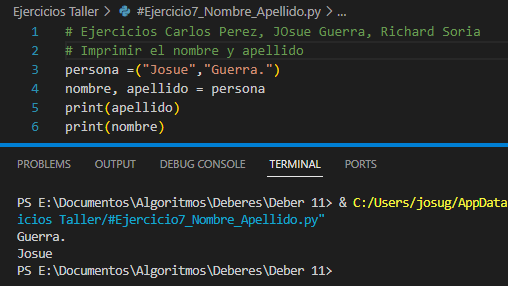 Ejercicios Taller > #Ejercicio7_Nombre_Apellido.py > ...
1 # Ejercicios Carlos Perez, JOsue Guerra, Richard Soria
2 # Imprimir el nombre y apellido
3 persona =("Josue","Guerra.")
4 nombre, apellido = persona
5 print(apellido)
6 print(nombre)
PROBLEMS OUTPUT DEBUG CONSOLE TERMINAL PORTS
PS E:\Documentos\Algoritmos\Deberes\Deber 11> & C:/Users/josug/AppData
icios Taller/#Ejercicio7_Nombre_Apellido.py"
Guerra.
Josue
PS E:\Documentos\Algoritmos\Deberes\Deber 11>